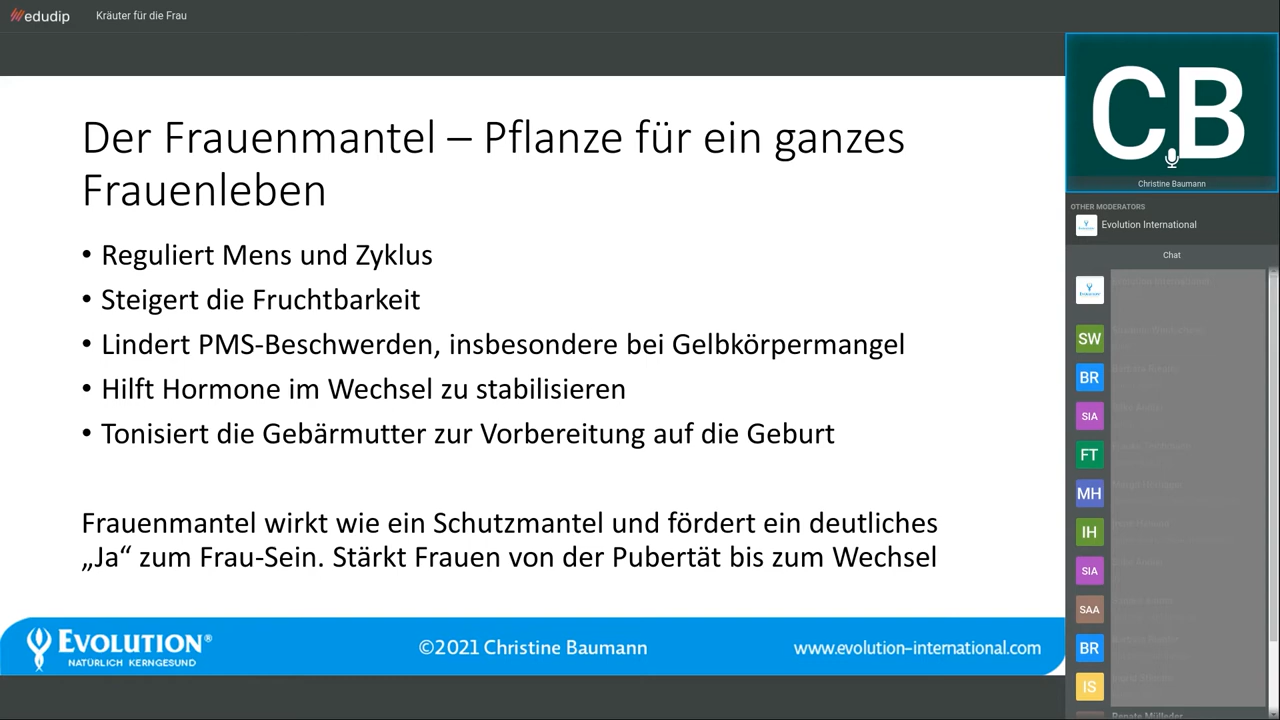 edudip
Kräuter für die Frau
Der Frauenmantel – Pflanze für ein ganzes
Frauenleben
• Reguliert Mens und Zyklus
• Steigert die Fruchtbarkeit
• Lindert PMS-Beschwerden, insbesondere bei Gelbkörpermangel
• Hilft Hormone im Wechsel zu stabilisieren
• Tonisiert die Gebärmutter zur Vorbereitung auf die Geburt
Frauenmantel wirkt wie ein Schutzmantel und fördert ein deutliches
„Ja“ zum Frau-Sein. Stärkt Frauen von der Pubertät bis zum Wechsel
EVOLUTION®
NATÜRLICH KERNGESUND
©2021 Christine Baumann
www.evolution-international.com
CB
Christine Baumann
OTHER MODERATORS
Evolution International
Chat
SW
BR
SIA
FT
MH
IH
SIA
SAA
BR
IS